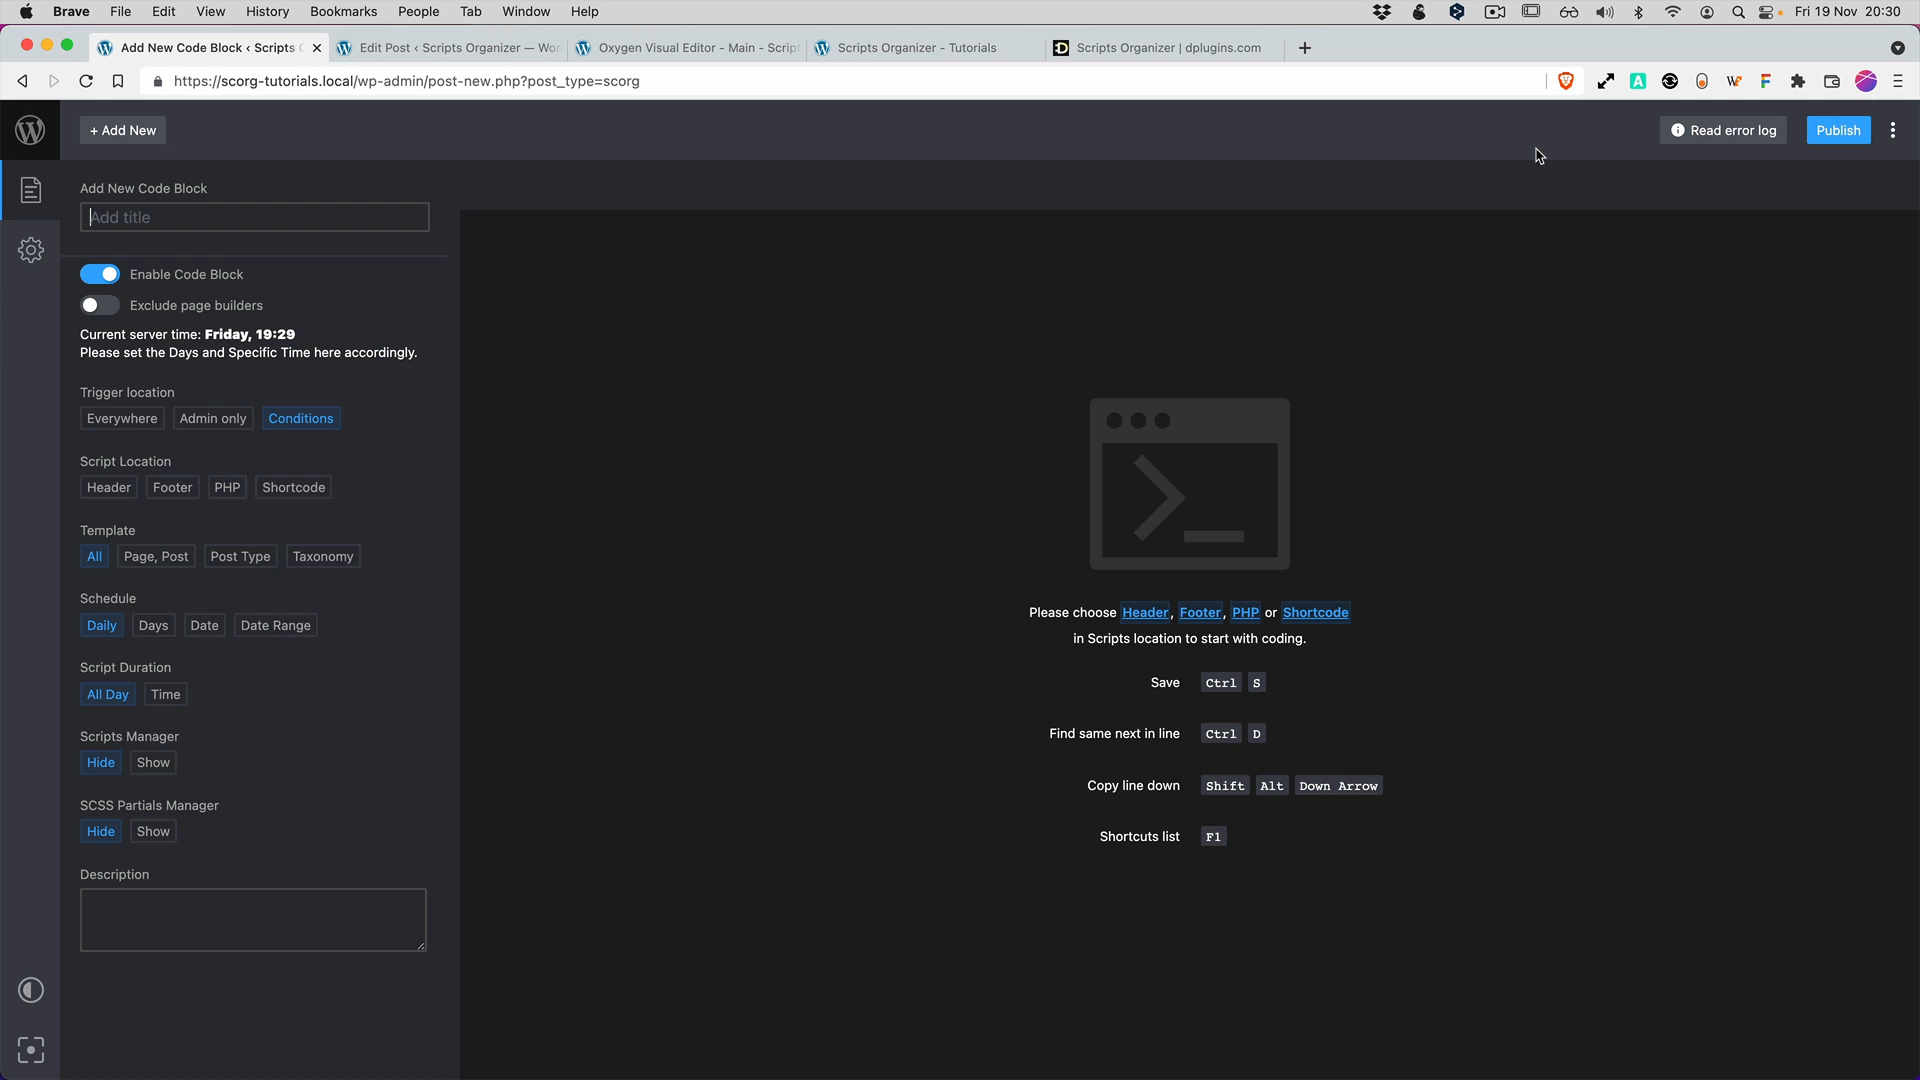 Brave File Edit View History Bookmarks People Tab Window Help Fri 19 Nov 20:30
Add New Code Block ‹ Scripts O Edit Post ‹ Scripts Organizer — Wor Oxygen Visual Editor - Main - Script Scripts Organizer - Tutorials Scripts Organizer | dplugins.com
https://scorg-tutorials.local/wp-admin/post-new.php?post_type=scorg
+ Add New Read error log Publish
Add New Code Block
Add title
Enable Code Block
Exclude page builders
Current server time: Friday, 19:29
Please set the Days and Specific Time here accordingly.
Trigger location
Everywhere Admin only Conditions
Script Location
Header Footer PHP Shortcode
Template
All Page, Post Post Type Taxonomy
Schedule
Daily Days Date Date Range
Script Duration
All Day Time
Scripts Manager
Hide Show
SCSS Partials Manager
Hide Show
Description
Please choose Header, Footer, PHP or Shortcode
in Scripts location to start with coding.
Save Ctrl S
Find same next in line Ctrl D
Copy line down Shift Alt Down Arrow
Shortcuts list F1